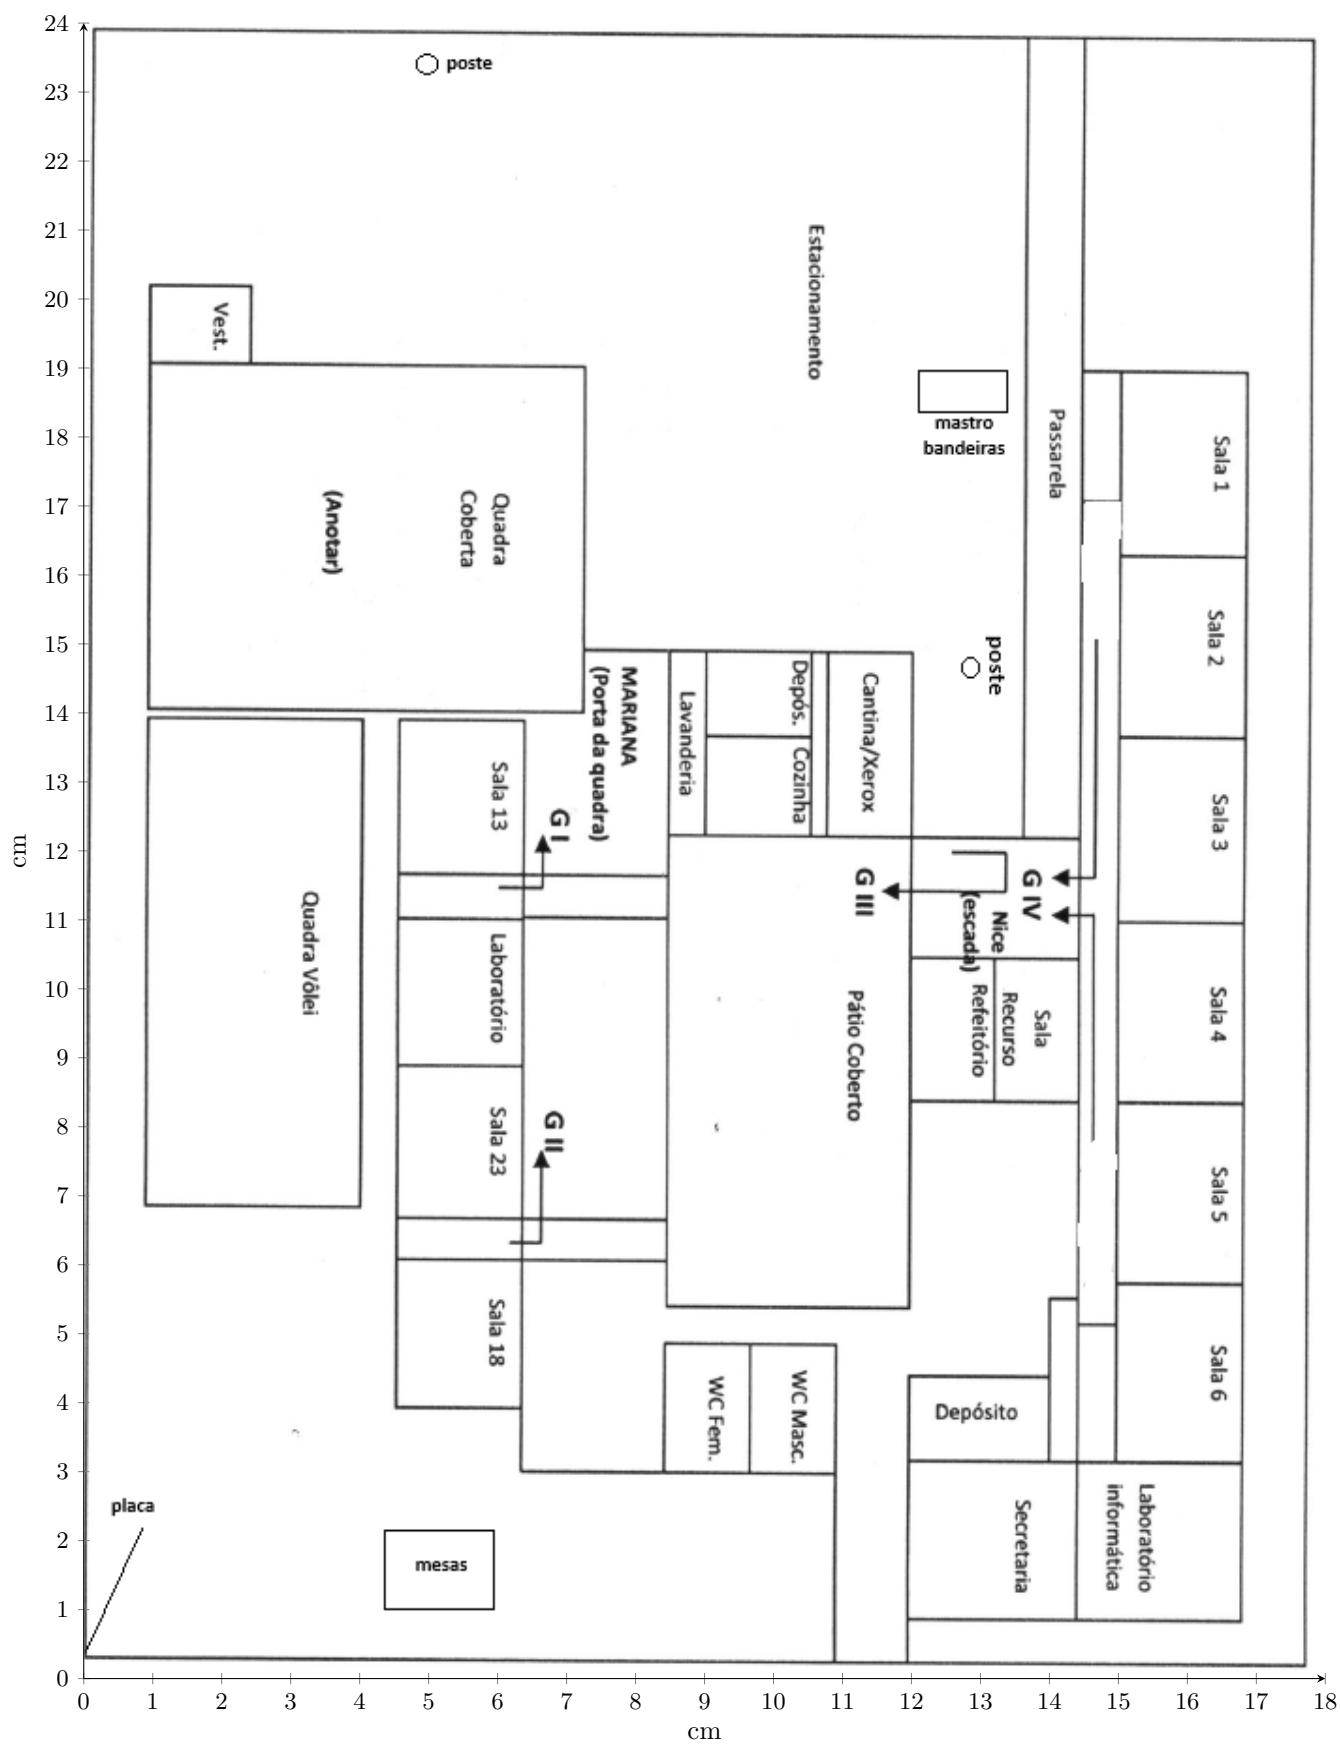 24
23
22
21
20
19
18
17
16
15
14
13
12
11
10
9
8
7
6
5
4
3
2
1
0
cm
poste
Estacionamento
Vest.
mastro
bandeiras
Passarela
Sala 1
Quadra
Coberta
(Anotar)
Sala 2
poste
MARIANA
(Porta da quadra)
Lavanderia
Depós.
Cozinha
Cantina/Xerox
Sala 13
G I
Sala 3
G III
G IV
Nice
(escada)
Quadra Vôlei
Laboratório
Pátio Coberto
Refeitório
Sala
Recurso
Sala 4
Sala 23
G II
Sala 5
Sala 18
Sala 6
WC Fem.
WC Masc.
Depósito
Secretaria
Laboratório
informática
placa
mesas
0 1 2 3 4 5 6 7 8 9 10 11 12 13 14 15 16 17 18
cm